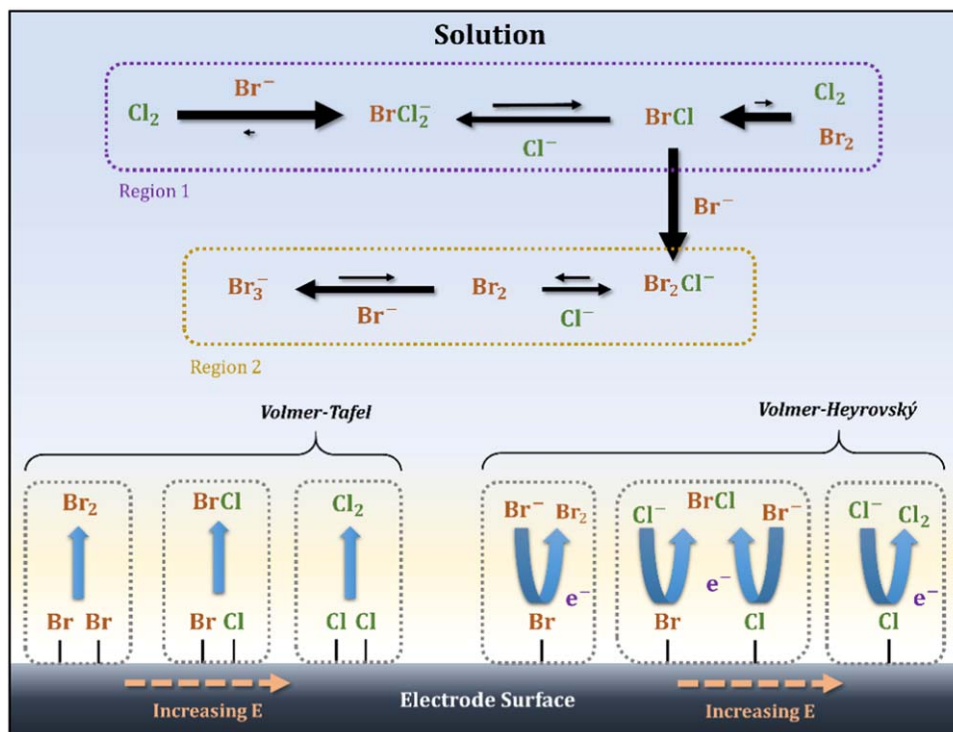 Solution
Br⁻ Cl₂
Cl₂ BrCl₂⁻ BrCl
Cl⁻ Br₂
Region 1
Br⁻
Br₃⁻ Br₂ Br₂Cl⁻
Br⁻ Cl⁻
Region 2
Volmer-Tafel Volmer-Heyrovský
Br₂ BrCl Cl₂ Br⁻ Br₂ Cl⁻ BrCl Br⁻ Cl⁻ Cl₂
e⁻ e⁻ e⁻
Br Br Br Cl Cl Cl Br Br Cl Cl
Increasing E Electrode Surface Increasing E